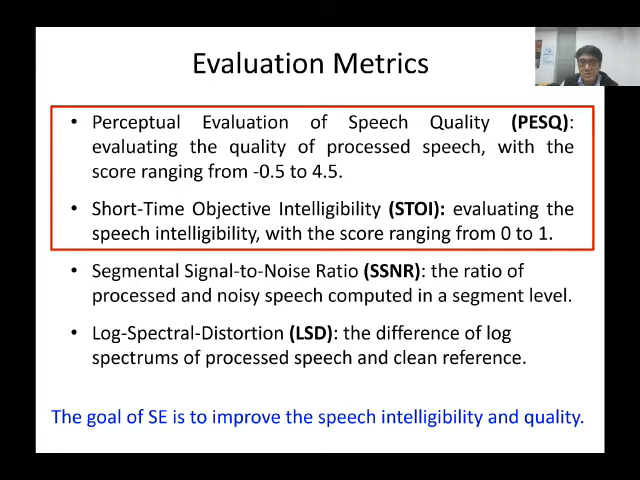 Evaluation Metrics
• Perceptual Evaluation of Speech Quality (PESQ):
evaluating the quality of processed speech, with the
score ranging from -0.5 to 4.5.
• Short-Time Objective Intelligibility (STOI): evaluating the
speech intelligibility, with the score ranging from 0 to 1.
• Segmental Signal-to-Noise Ratio (SSNR): the ratio of
processed and noisy speech computed in a segment level.
• Log-Spectral-Distortion (LSD): the difference of log
spectrums of processed speech and clean reference.
The goal of SE is to improve the speech intelligibility and quality.